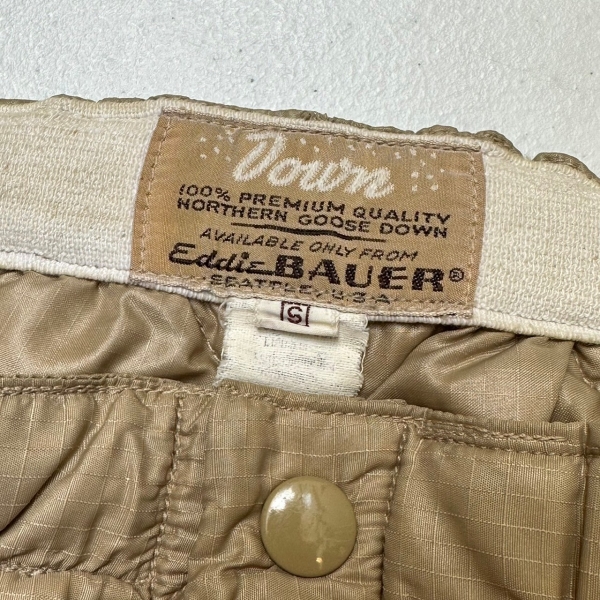 Down
100% PREMIUM QUALITY
NORTHERN GOOSE DOWN
AVAILABLE ONLY FROM
Eddie BAUER®
SEATTLE, U.S.A.
S